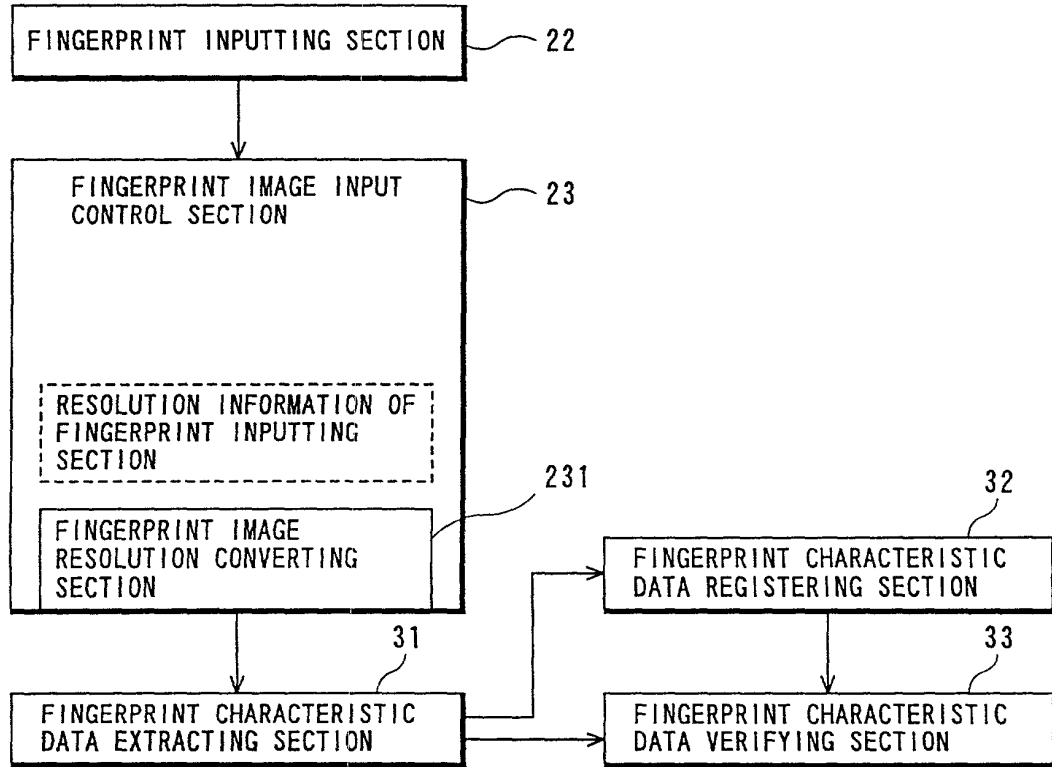 FINGERPRINT INPUTTING SECTION
22
FINGERPRINT IMAGE INPUT
CONTROL SECTION
23
RESOLUTION INFORMATION OF
FINGERPRINT INPUTTING
SECTION
231
FINGERPRINT IMAGE
RESOLUTION CONVERTING
SECTION
32
FINGERPRINT CHARACTERISTIC
DATA REGISTERING SECTION
31
FINGERPRINT CHARACTERISTIC
DATA EXTRACTING SECTION
33
FINGERPRINT CHARACTERISTIC
DATA VERIFYING SECTION